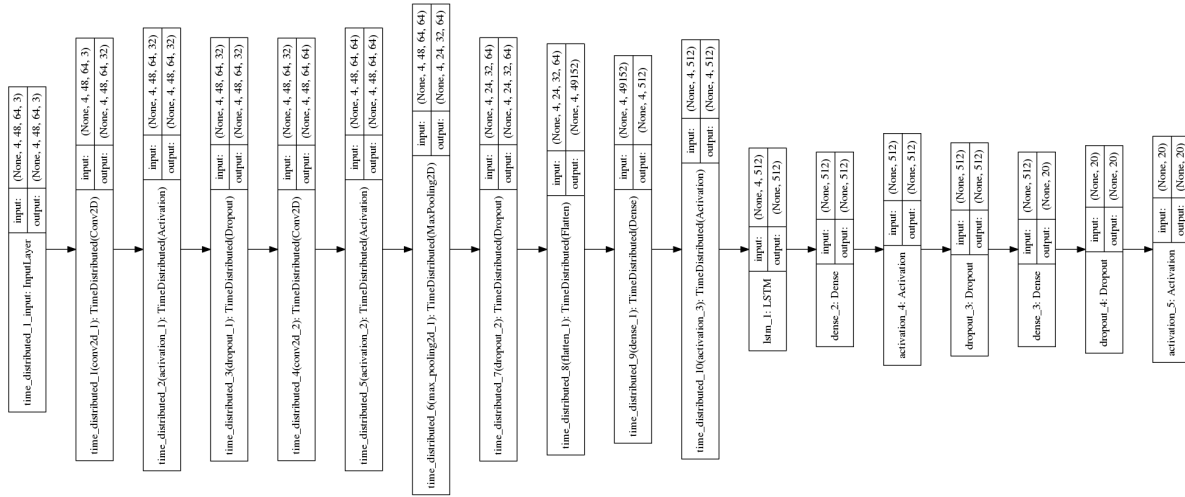 time_distributed_1_input: InputLayer
input: (None, 4, 48, 64, 3)
output: (None, 4, 48, 64, 3)
time_distributed_1(conv2d_1): TimeDistributed(Conv2D)
input: (None, 4, 48, 64, 3)
output: (None, 4, 48, 64, 32)
time_distributed_2(activation_1): TimeDistributed(Activation)
input: (None, 4, 48, 64, 32)
output: (None, 4, 48, 64, 32)
time_distributed_3(dropout_1): TimeDistributed(Dropout)
input: (None, 4, 48, 64, 32)
output: (None, 4, 48, 64, 32)
time_distributed_4(conv2d_2): TimeDistributed(Conv2D)
input: (None, 4, 48, 64, 32)
output: (None, 4, 48, 64, 64)
time_distributed_5(activation_2): TimeDistributed(Activation)
input: (None, 4, 48, 64, 64)
output: (None, 4, 48, 64, 64)
time_distributed_6(max_pooling2d_1): TimeDistributed(MaxPooling2D)
input: (None, 4, 48, 64, 64)
output: (None, 4, 24, 32, 64)
time_distributed_7(dropout_2): TimeDistributed(Dropout)
input: (None, 4, 24, 32, 64)
output: (None, 4, 24, 32, 64)
time_distributed_8(flatten_1): TimeDistributed(Flatten)
input: (None, 4, 24, 32, 64)
output: (None, 4, 49152)
time_distributed_9(dense_1): TimeDistributed(Dense)
input: (None, 4, 49152)
output: (None, 4, 512)
time_distributed_10(activation_3): TimeDistributed(Activation)
input: (None, 4, 512)
output: (None, 4, 512)
lstm_1: LSTM
input: (None, 4, 512)
output: (None, 512)
dense_2: Dense
input: (None, 512)
output: (None, 512)
activation_4: Activation
input: (None, 512)
output: (None, 512)
dropout_3: Dropout
input: (None, 512)
output: (None, 512)
dense_3: Dense
input: (None, 512)
output: (None, 20)
dropout_4: Dropout
input: (None, 20)
output: (None, 20)
activation_5: Activation
input: (None, 20)
output: (None, 20)